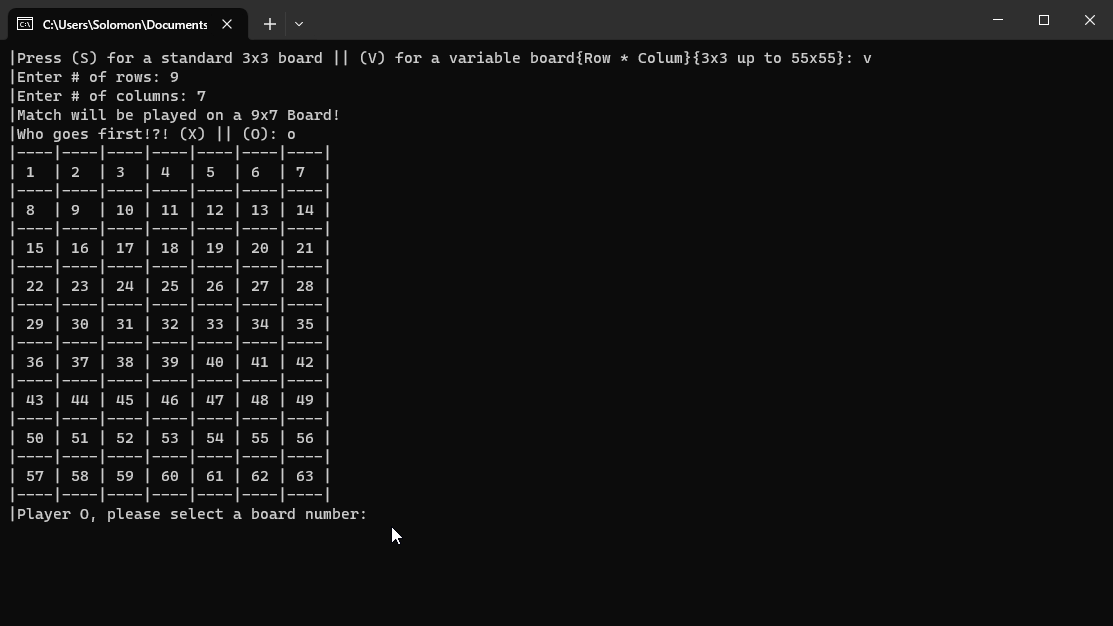 C:\Users\Solomon\Documents
|Press (S) for a standard 3x3 board || (V) for a variable board{Row * Colum}{3x3 up to 55x55}: v
|Enter # of rows: 9
|Enter # of columns: 7
|Match will be played on a 9x7 Board!
|Who goes first!?! (X) || (O): o
|----|----|----|----|----|----|----|
| 1  | 2  | 3  | 4  | 5  | 6  | 7  |
|----|----|----|----|----|----|----|
| 8  | 9  | 10 | 11 | 12 | 13 | 14 |
|----|----|----|----|----|----|----|
| 15 | 16 | 17 | 18 | 19 | 20 | 21 |
|----|----|----|----|----|----|----|
| 22 | 23 | 24 | 25 | 26 | 27 | 28 |
|----|----|----|----|----|----|----|
| 29 | 30 | 31 | 32 | 33 | 34 | 35 |
|----|----|----|----|----|----|----|
| 36 | 37 | 38 | 39 | 40 | 41 | 42 |
|----|----|----|----|----|----|----|
| 43 | 44 | 45 | 46 | 47 | 48 | 49 |
|----|----|----|----|----|----|----|
| 50 | 51 | 52 | 53 | 54 | 55 | 56 |
|----|----|----|----|----|----|----|
| 57 | 58 | 59 | 60 | 61 | 62 | 63 |
|----|----|----|----|----|----|----|
|Player O, please select a board number: